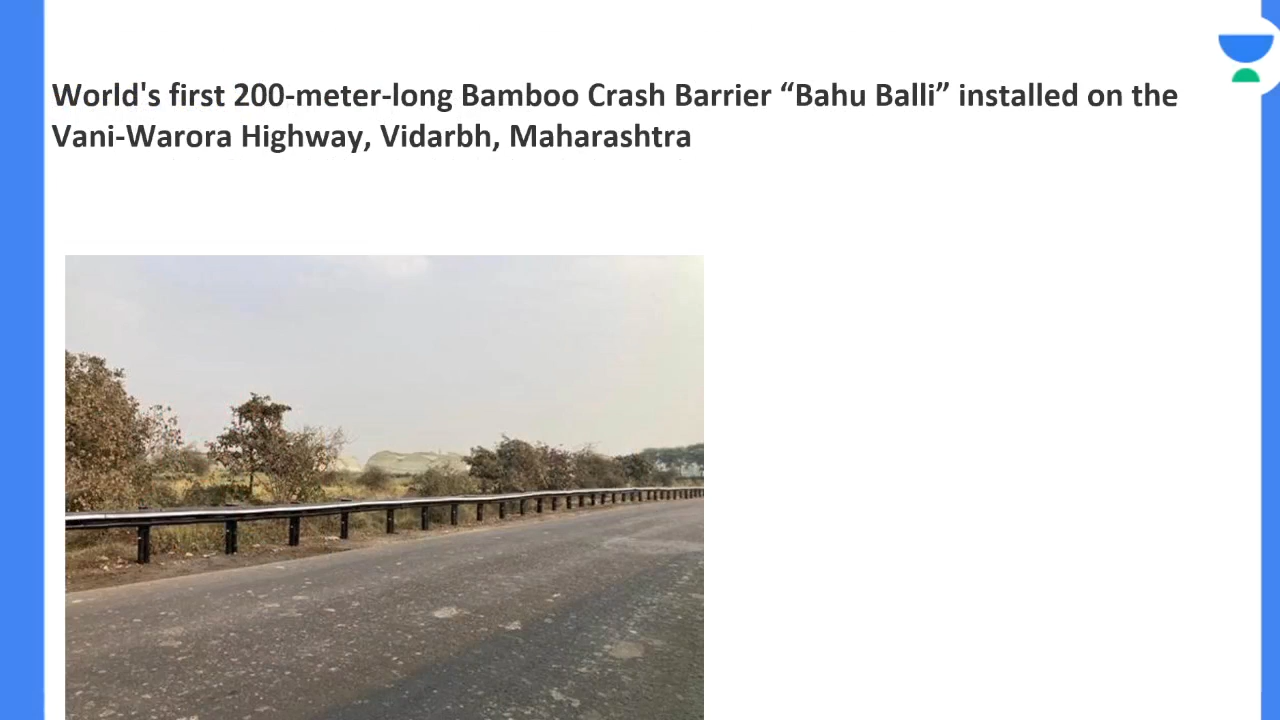 World's first 200-meter-long Bamboo Crash Barrier “Bahu Balli” installed on the
Vani-Warora Highway, Vidarbh, Maharashtra